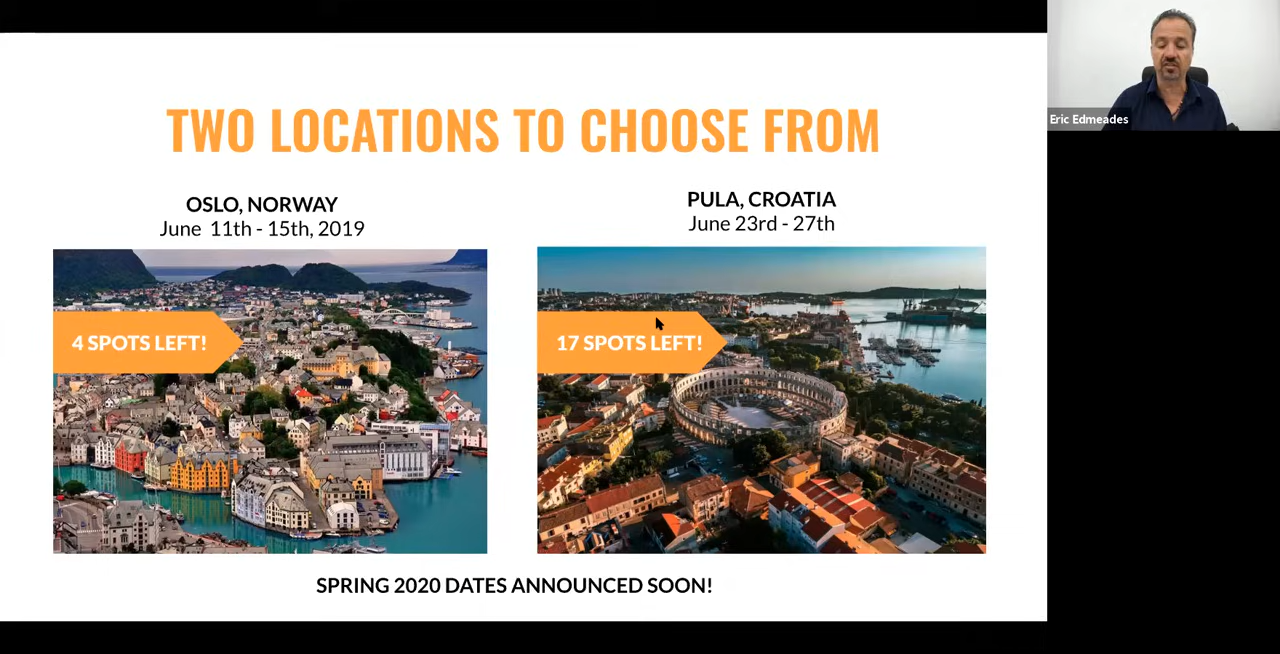 TWO LOCATIONS TO CHOOSE FROM
OSLO, NORWAY
June 11th - 15th, 2019
4 SPOTS LEFT!
PULA, CROATIA
June 23rd - 27th
17 SPOTS LEFT!
SPRING 2020 DATES ANNOUNCED SOON!
Eric Edmeades